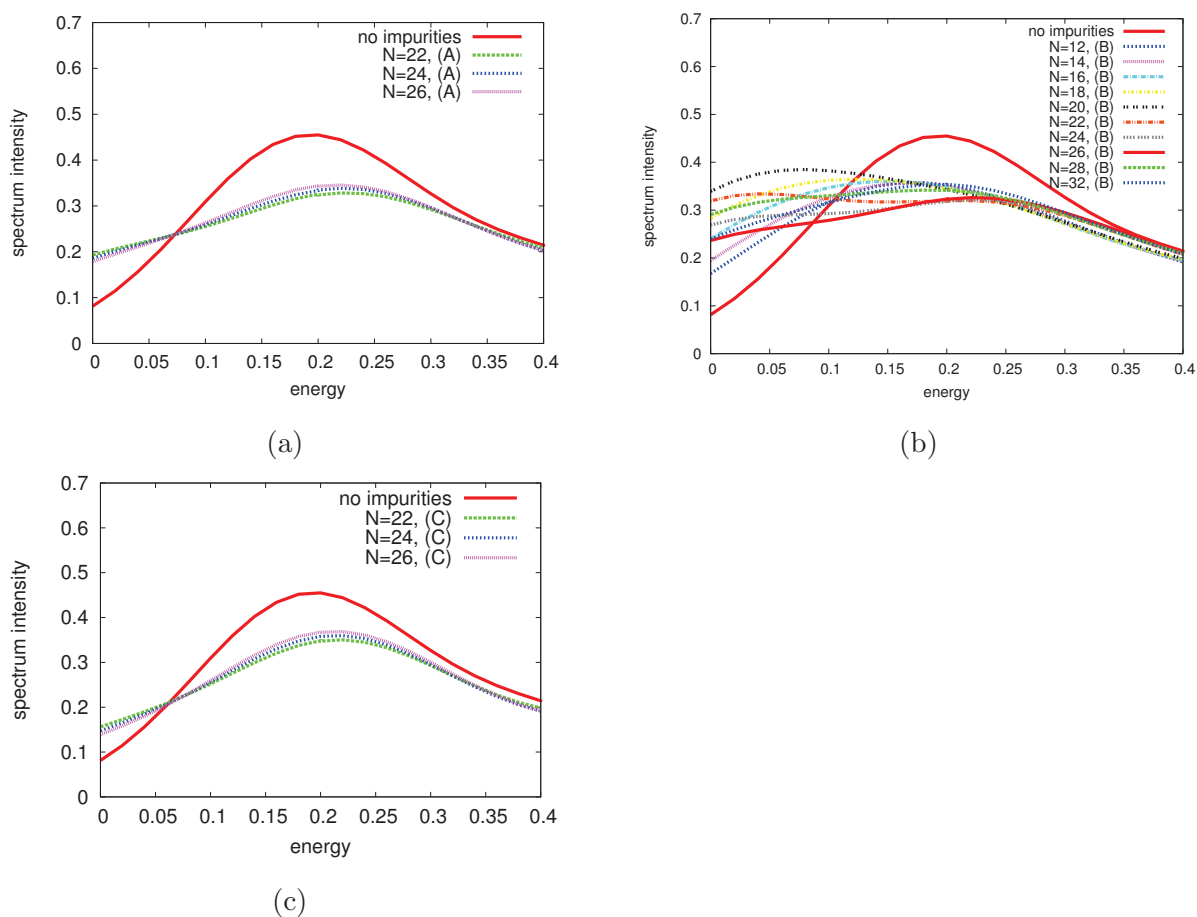 0.7
0.6
0.5
0.4
0.3
0.2
0.1
0
spectrum intensity
no impurities
N=22, (A)
N=24, (A)
N=26, (A)
0 0.05 0.1 0.15 0.2 0.25 0.3 0.35 0.4
energy
(a)
0.7
0.6
0.5
0.4
0.3
0.2
0.1
0
spectrum intensity
no impurities
N=12, (B)
N=14, (B)
N=16, (B)
N=18, (B)
N=20, (B)
N=22, (B)
N=24, (B)
N=26, (B)
N=28, (B)
N=32, (B)
0 0.05 0.1 0.15 0.2 0.25 0.3 0.35 0.4
energy
(b)
0.7
0.6
0.5
0.4
0.3
0.2
0.1
0
spectrum intensity
no impurities
N=22, (C)
N=24, (C)
N=26, (C)
0 0.05 0.1 0.15 0.2 0.25 0.3 0.35 0.4
energy
(c)